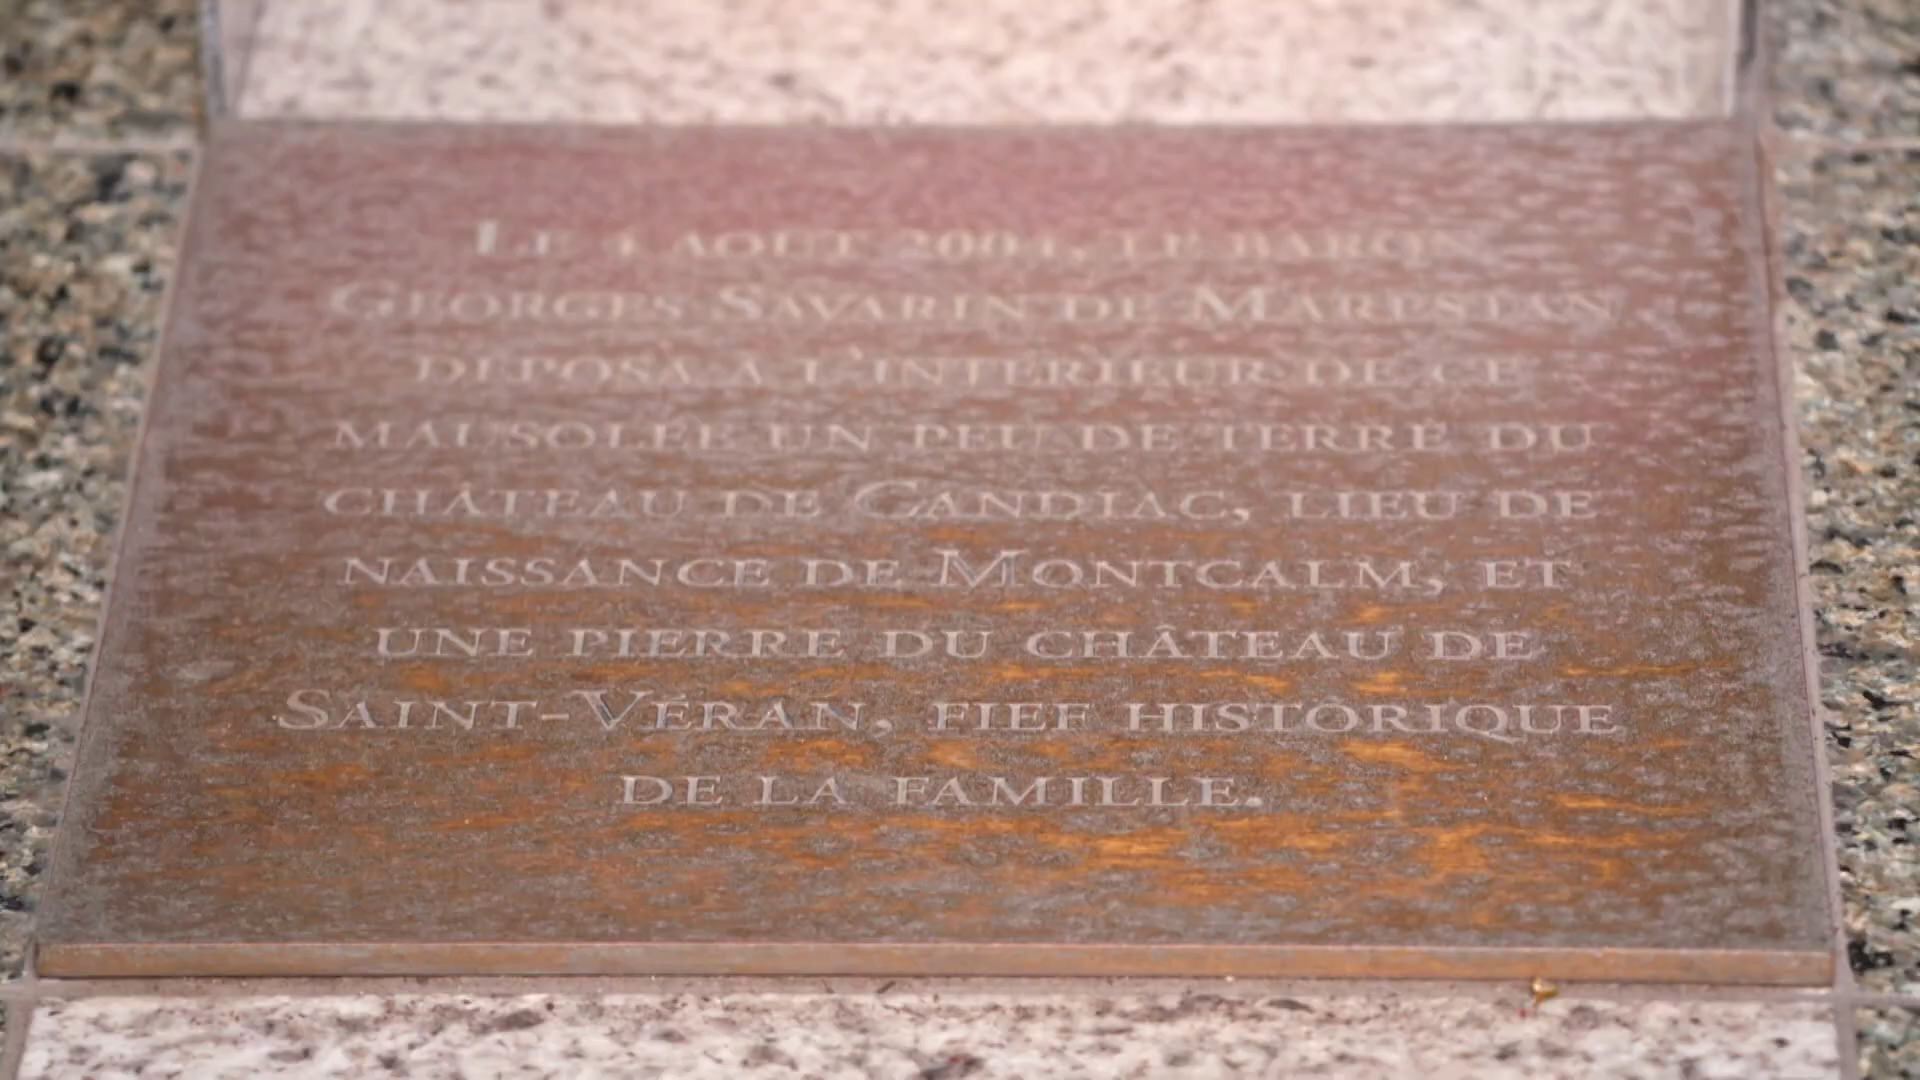 Le 4 août 2004, le baron
Georges Savarin de Marestan
déposa à l'intérieur de ce
mausolée un peu de terre du
château de Candiac, lieu de
naissance de Montcalm, et
une pierre du château de
Saint-Véran, fief historique
de la famille.